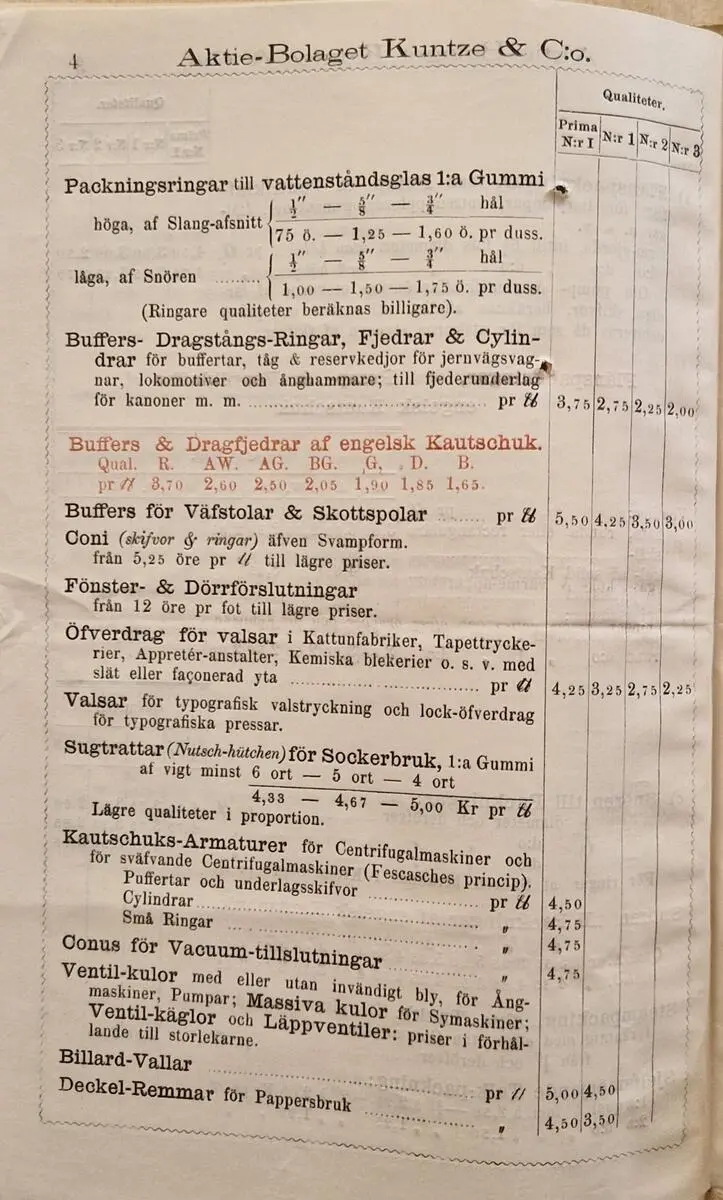 4
Aktie-Bolaget Kuntze & C:o.
Qualiteter.
Prima N:r I | N:r 1 | N:r 2 | N:r 3
Packningsringar till vattenståndsglas 1:a Gummi
½″ — ⅝″ — ¾″ hål
höga, af Slang-afsnitt
75 ö. — 1,25 — 1,60 ö. pr duss.
½″ — ⅝″ — ¾″ hål
låga, af Snören ........
1,00 — 1,50 — 1,75 ö. pr duss.
(Ringare qualiteter beräknas billigare).
Buffers- Dragstångs-Ringar, Fjedrar & Cylin-
drar för buffertar, tåg & reservkedjor för jernvägsvag-
nar, lokomotiver och ånghammare; till fjederunderlag
för kanoner m. m. ........ pr ℔ 3,75 2,75 2,25 2,00
Buffers & Dragfjedrar af engelsk Kautschuk.
Qual. R. AW. AG. BG. G. D. B.
pr ℔ 3,70 2,60 2,50 2,05 1,90 1,85 1,65.
Buffers för Väfstolar & Skottspolar ........ pr ℔ 5,50 4,25 3,50 3,00
Coni (skifvor & ringar) äfven Svampform.
från 5,25 öre pr ℔ till lägre priser.
Fönster- & Dörrförslutningar
från 12 öre pr fot till lägre priser.
Öfverdrag för valsar i Kattunfabriker, Tapettrycke-
rier, Appretér-anstalter, Kemiska blekerier o. s. v. med
slät eller façonerad yta ........ pr ℔ 4,25 3,25 2,75 2,25
Valsar för typografisk valstryckning och lock-öfverdrag
för typografiska pressar.
Sugtrattar (Nutsch-hütchen) för Sockerbruk, 1:a Gummi
af vigt minst 6 ort — 5 ort — 4 ort
4,33 — 4,67 — 5,00 Kr pr ℔
Lägre qualiteter i proportion.
Kautschuks-Armaturer för Centrifugalmaskiner och
för sväfvande Centrifugalmaskiner (Fescasches princip).
Puffertar och underlagsskifvor ........ pr ℔ 4,50
Cylindrar ........ „ 4,75
Små Ringar ........ „ 4,75
Conus för Vacuum-tillslutningar ........ „ 4,75
Ventil-kulor med eller utan invändigt bly, för Ång-
maskiner, Pumpar; Massiva kulor för Symaskiner;
Ventil-käglor och Läppventiler: priser i förhål-
lande till storlekarne.
Billard-Vallar ........ pr ℔ 5,00 4,50
Deckel-Remmar för Pappersbruk ........ „ 4,50 3,50